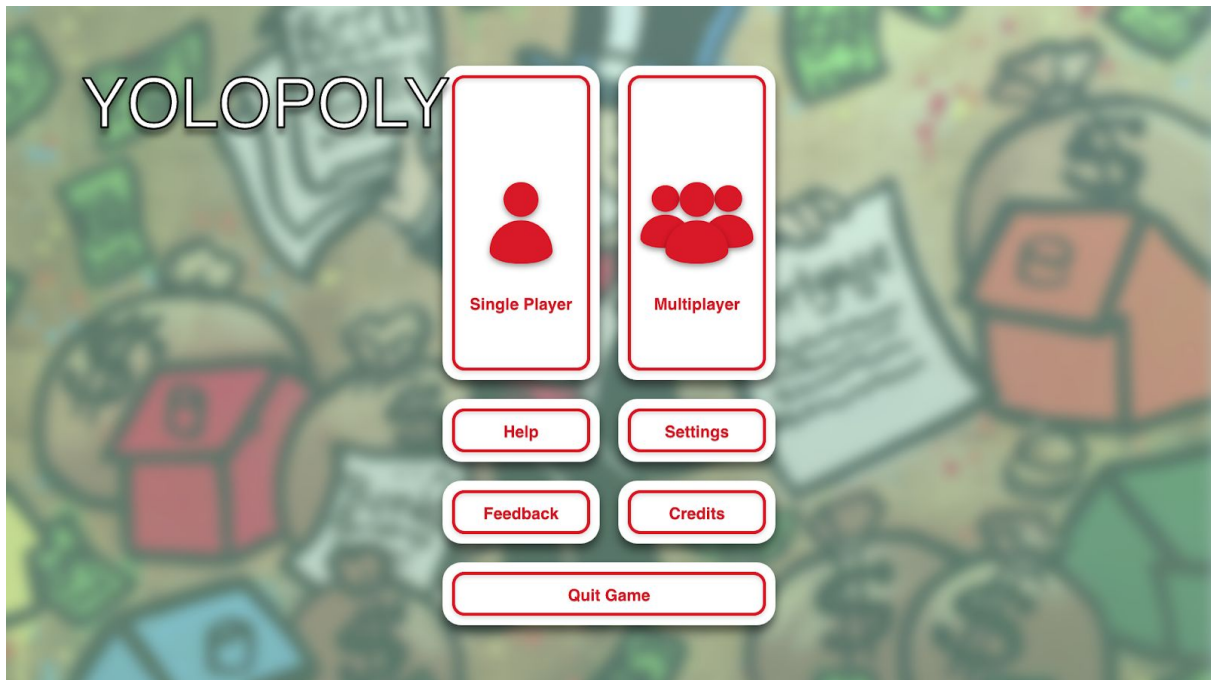 YOLOPOLY
Single Player
Multiplayer
Help
Settings
Feedback
Credits
Quit Game